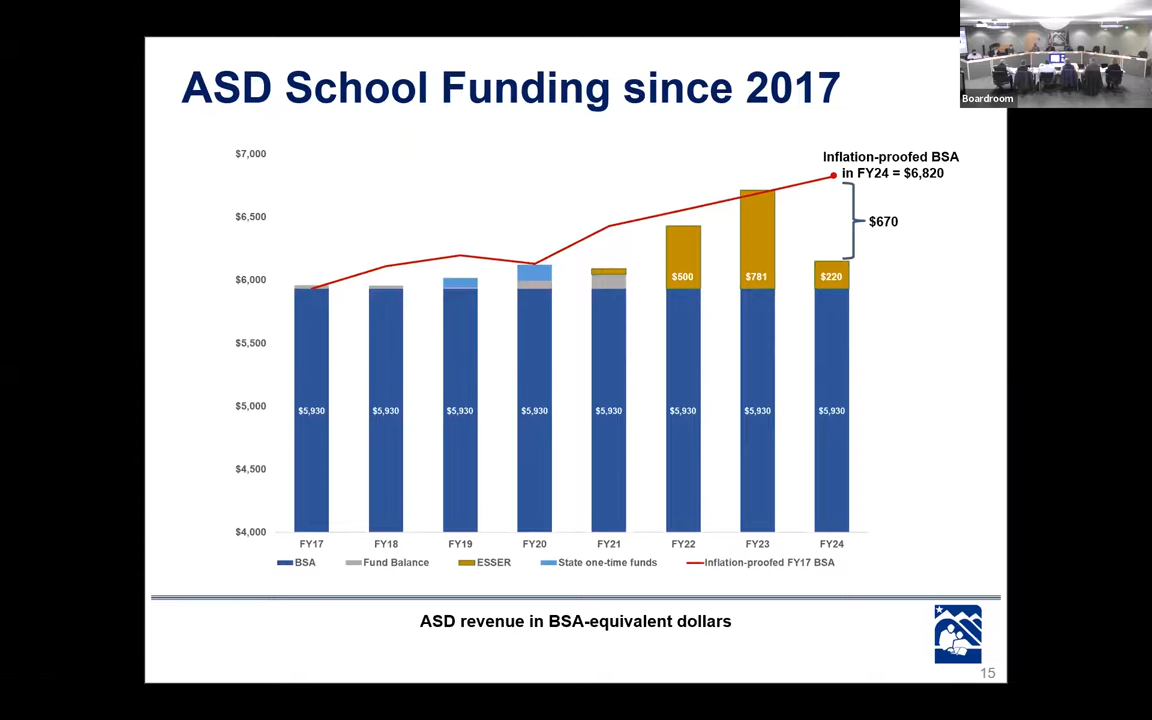 ASD School Funding since 2017
Boardroom
$7,000
$6,500
$6,000
$5,500
$5,000
$4,500
$4,000
Inflation-proofed BSA
in FY24 = $6,820
$670
$500
$781
$220
$5,930
$5,930
$5,930
$5,930
$5,930
$5,930
$5,930
$5,930
FY17
FY18
FY19
FY20
FY21
FY22
FY23
FY24
BSA
Fund Balance
ESSER
State one-time funds
Inflation-proofed FY17 BSA
ASD revenue in BSA-equivalent dollars
15